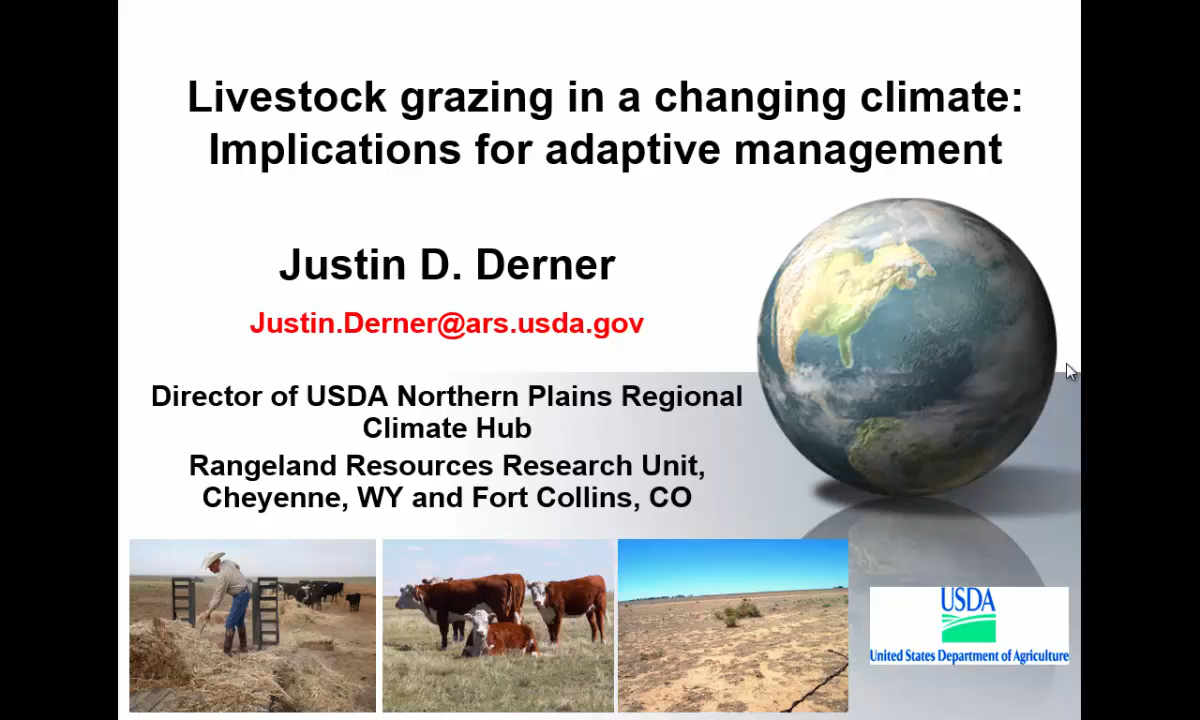 Livestock grazing in a changing climate:
Implications for adaptive management
Justin D. Derner
Justin.Derner@ars.usda.gov
Director of USDA Northern Plains Regional
Climate Hub
Rangeland Resources Research Unit,
Cheyenne, WY and Fort Collins, CO
USDA
United States Department of Agriculture